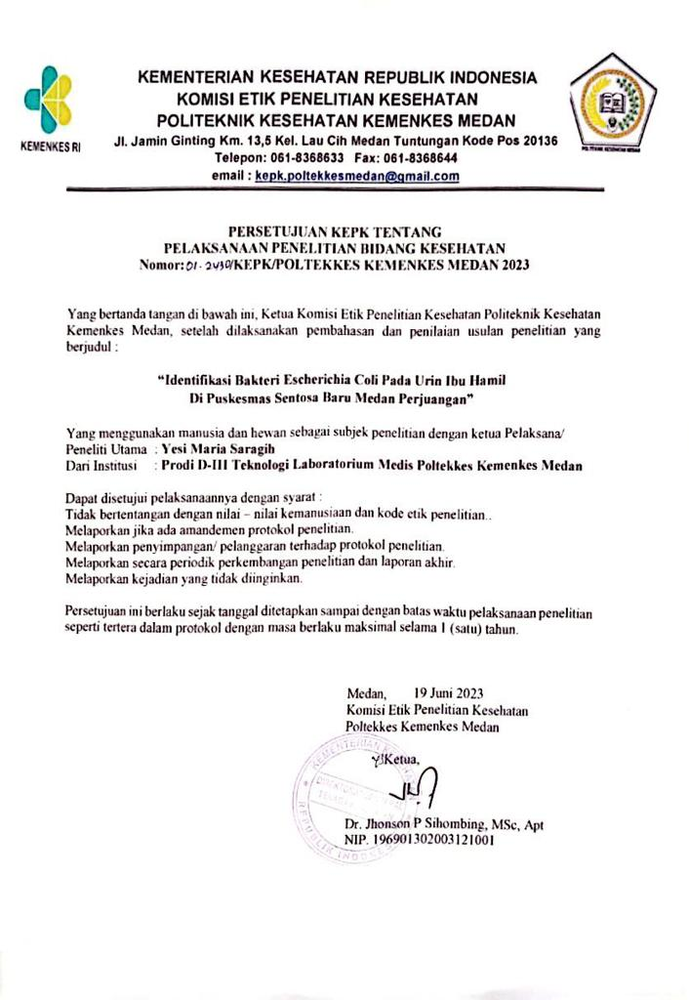 KEMENTERIAN KESEHATAN REPUBLIK INDONESIA
KOMISI ETIK PENELITIAN KESEHATAN
POLITEKNIK KESEHATAN KEMENKES MEDAN
Jl. Jamin Ginting Km. 13,5 Kel. Lau Cih Medan Tuntungan Kode Pos 20136
Telepon: 061-8368633 Fax: 061-8368644
email : kepk.poltekkesmedan@gmail.com
KEMENKES RI
PERSETUJUAN KEPK TENTANG
PELAKSANAAN PENELITIAN BIDANG KESEHATAN
Nomor: 01-2430/KEPK/POLTEKKES KEMENKES MEDAN 2023
Yang bertanda tangan di bawah ini, Ketua Komisi Etik Penelitian Kesehatan Politeknik Kesehatan
Kemenkes Medan, setelah dilaksanakan pembahasan dan penilaian usulan penelitian yang
berjudul :
“Identifikasi Bakteri Escherichia Coli Pada Urin Ibu Hamil
Di Puskesmas Sentosa Baru Medan Perjuangan”
Yang menggunakan manusia dan hewan sebagai subjek penelitian dengan ketua Pelaksana/
Peneliti Utama : Yesi Maria Saragih
Dari Institusi : Prodi D-III Teknologi Laboratorium Medis Poltekkes Kemenkes Medan
Dapat disetujui pelaksanaannya dengan syarat :
Tidak bertentangan dengan nilai – nilai kemanusiaan dan kode etik penelitian..
Melaporkan jika ada amandemen protokol penelitian.
Melaporkan penyimpangan/ pelanggaran terhadap protokol penelitian.
Melaporkan secara periodik perkembangan penelitian dan laporan akhir.
Melaporkan kejadian yang tidak diinginkan.
Persetujuan ini berlaku sejak tanggal ditetapkan sampai dengan batas waktu pelaksanaan penelitian
seperti tertera dalam protokol dengan masa berlaku maksimal selama 1 (satu) tahun.
Medan, 19 Juni 2023
Komisi Etik Penelitian Kesehatan
Poltekkes Kemenkes Medan
Ketua,
KEMENTERIAN
REPUBLIK INDONESIA
Dr. Jhonson P Sihombing, MSc, Apt
NIP. 196901302003121001